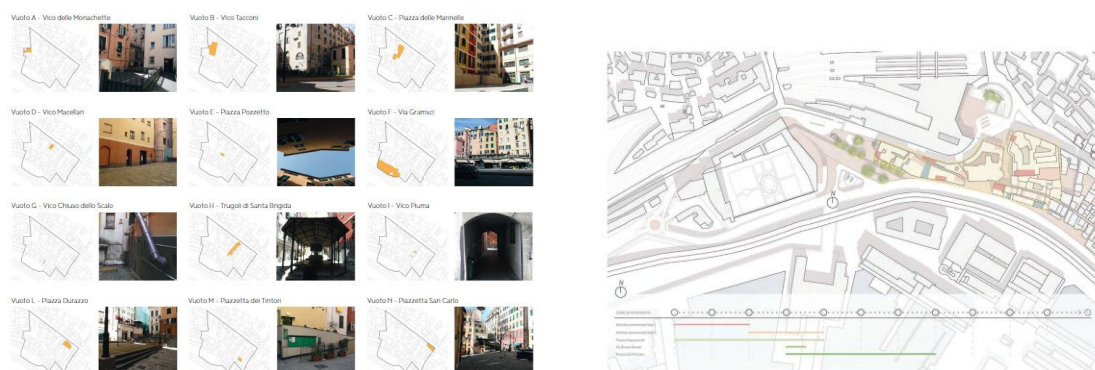 Vuoto A - Vico delle Monachette
Vuoto B - Vico Tacconi
Vuoto C - Piazza delle Marinelle
Vuoto D - Vico Macellari
Vuoto E - Piazza Pozzetto
Vuoto F - Via Gramsci
Vuoto G - Vico Chiuso dello Scalo
Vuoto H - Trugoli di Santa Brigida
Vuoto I - Vico Piuma
Vuoto L - Piazza Durazzo
Vuoto M - Piazzetta dei Tintori
Vuoto N - Piazzetta San Carlo
N
N